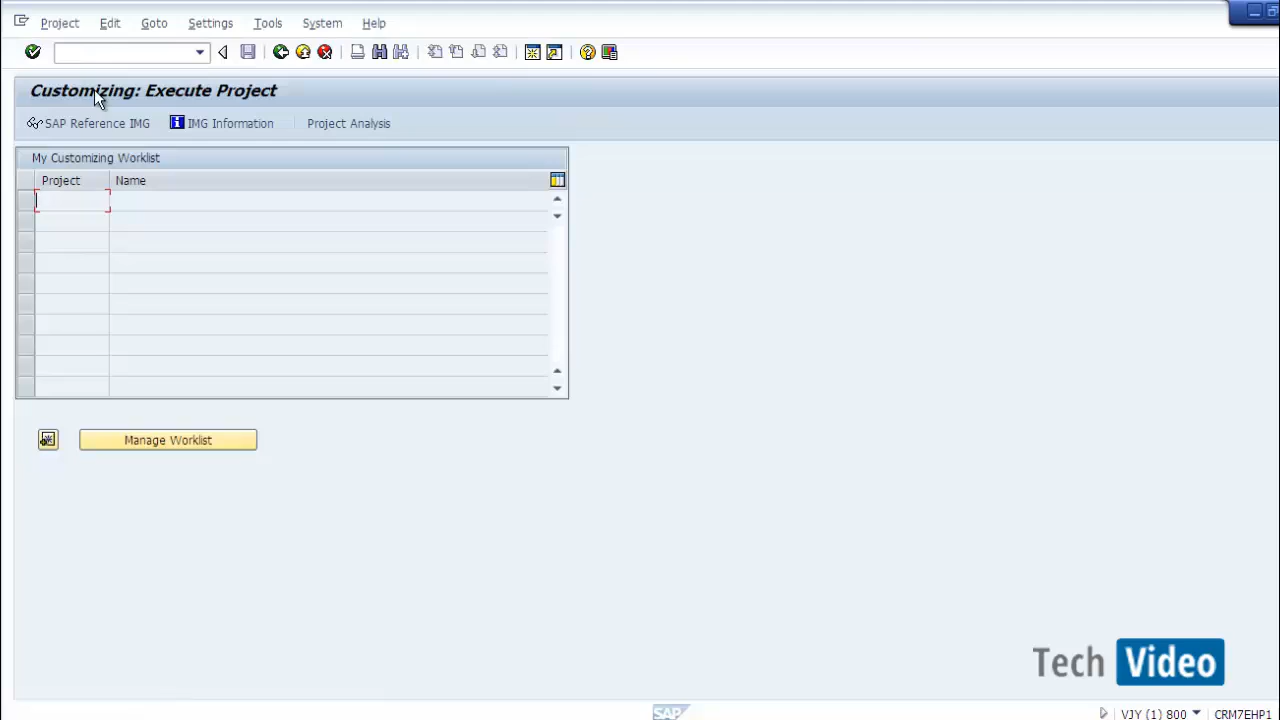 Project Edit Goto Settings Tools System Help
Customizing: Execute Project
SAP Reference IMG IMG Information Project Analysis
My Customizing Worklist
Project Name
Manage Worklist
Tech Video
SAP VJY (1) 800 CRM7EHP1